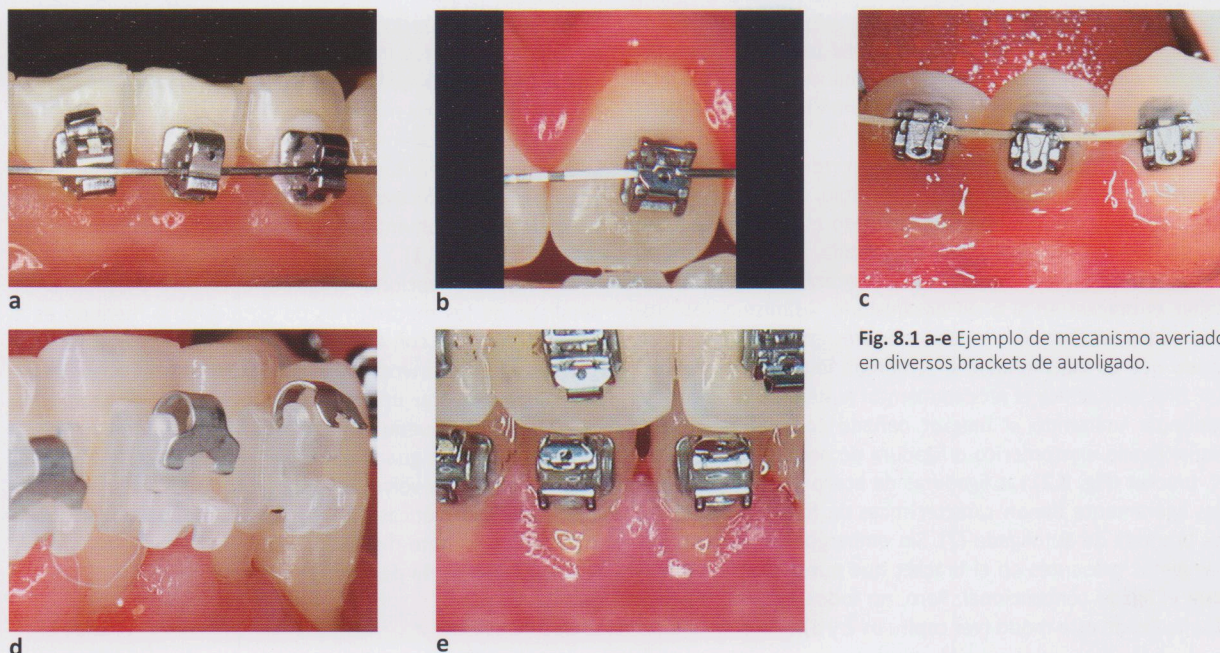 a
b
c
Fig. 8.1 a-e Ejemplo de mecanismo averiado
en diversos brackets de autoligado.
d
e